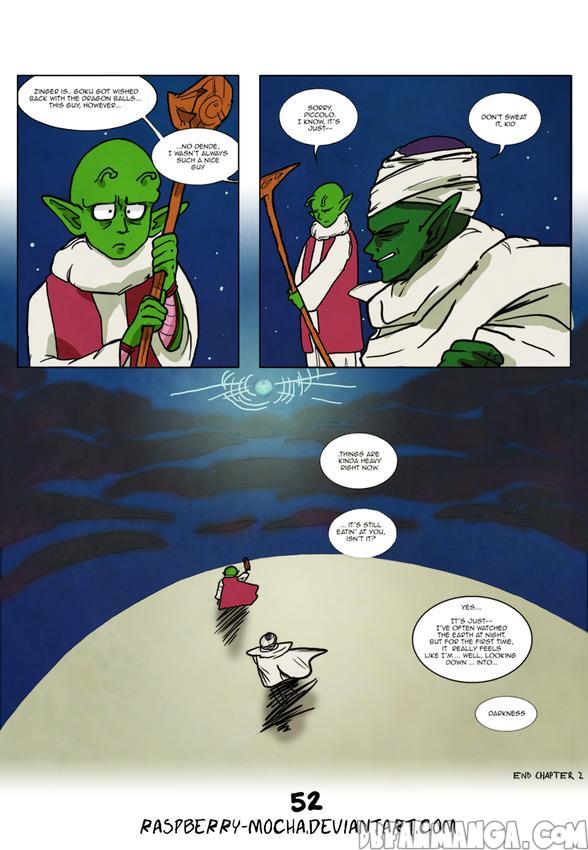 ZINGER IS.. GOKU GOT WISHED
BACK WITH THE DRAGON BALLS...
THIS GUY, HOWEVER...
...NO DENDE,
I WASN'T ALWAYS
SUCH A NICE
GUY
SORRY,
PICCOLO.
I KNOW, IT'S
JUST--
DON'T SWEAT
IT, KID
.THINGS ARE
KINDA HEAVY
RIGHT NOW.
... IT'S STILL
EATIN' AT YOU,
ISN'T IT?
YES....
IT'S JUST--
I'VE OFTEN WATCHED
THE EARTH AT NIGHT.
BUT FOR THE FIRST TIME,
IT REALLY FEELS
LIKE I'M ... WELL, LOOKING
DOWN ... INTO...
DARKNESS
END CHAPTER 2
52
RASPBERRY-MOCHA.DEVIANTART.COM
DBFANMANGA.COM